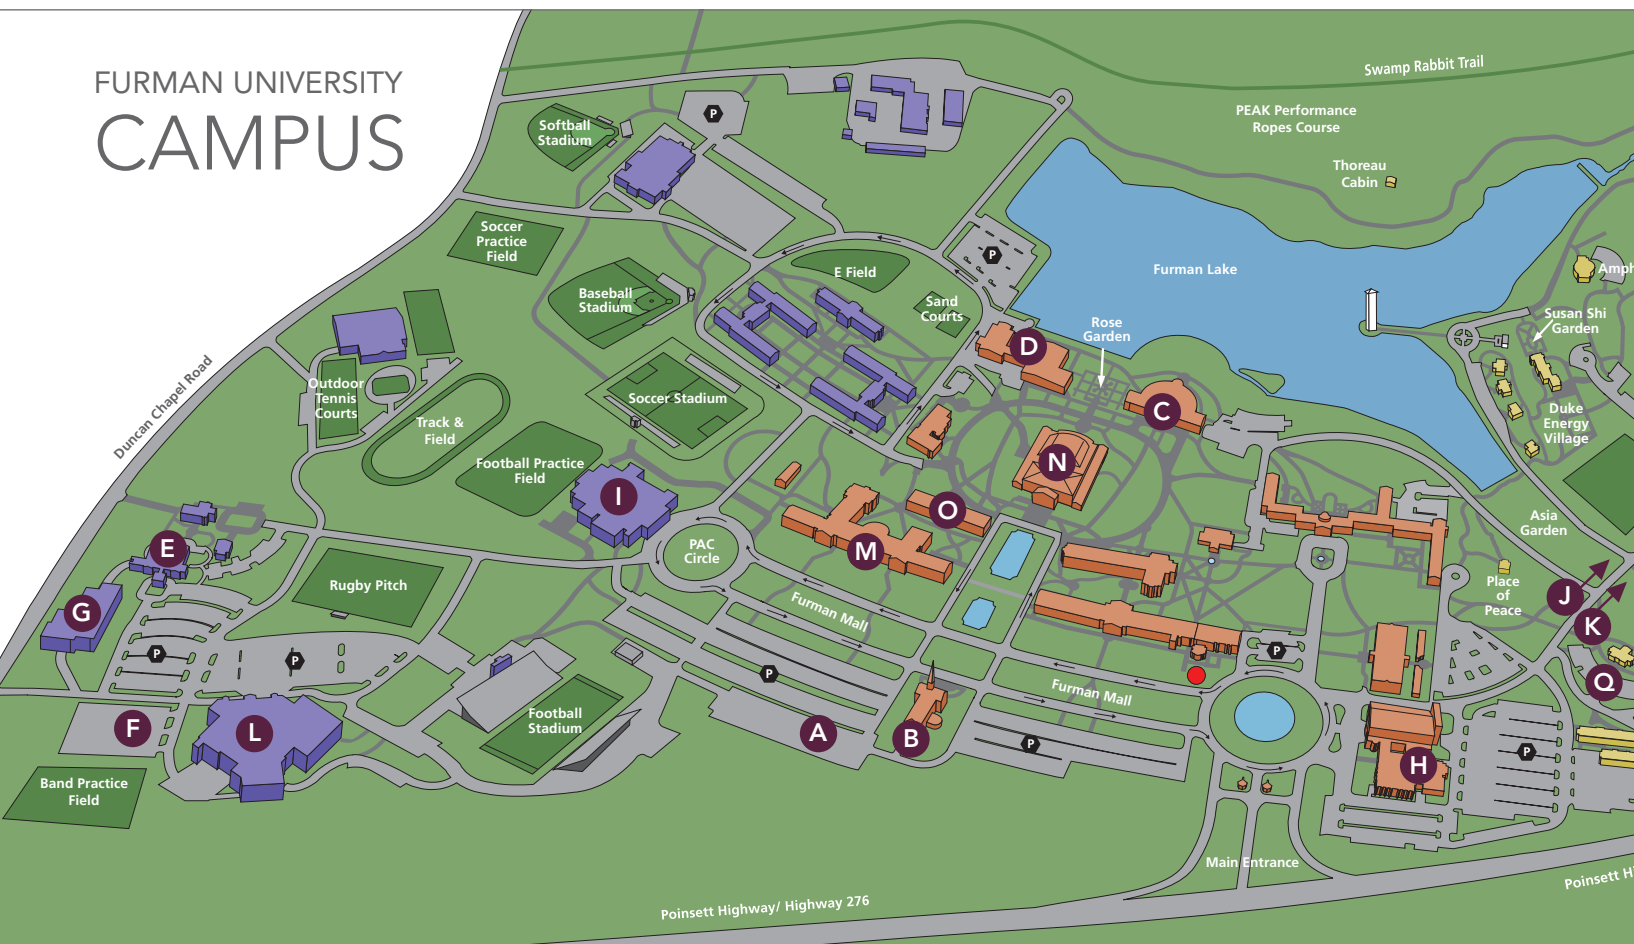 FURMAN UNIVERSITY
CAMPUS
Swamp Rabbit Trail
PEAK Performance
Ropes Course
Thoreau
Cabin
Softball
Stadium
P
Soccer
Practice
Field
E Field
P
Furman Lake
Amph
Baseball
Stadium
Sand
Courts
Rose
Garden
Susan Shi
Garden
D
Duncan Chapel Road
Outdoor
Tennis
Courts
Soccer Stadium
C
Duke
Energy
Village
Track &
Field
Football Practice
Field
N
I
O
Asia
Garden
E
PAC
Circle
M
Rugby Pitch
G
Place
of
Peace
J
K
Furman Mall
P
P
P
P
Q
Furman Mall
F
L
Football
Stadium
A
B
P
P
H
Band Practice
Field
Main Entrance
Poinsett Highway/ Highway 276
Poinsett H